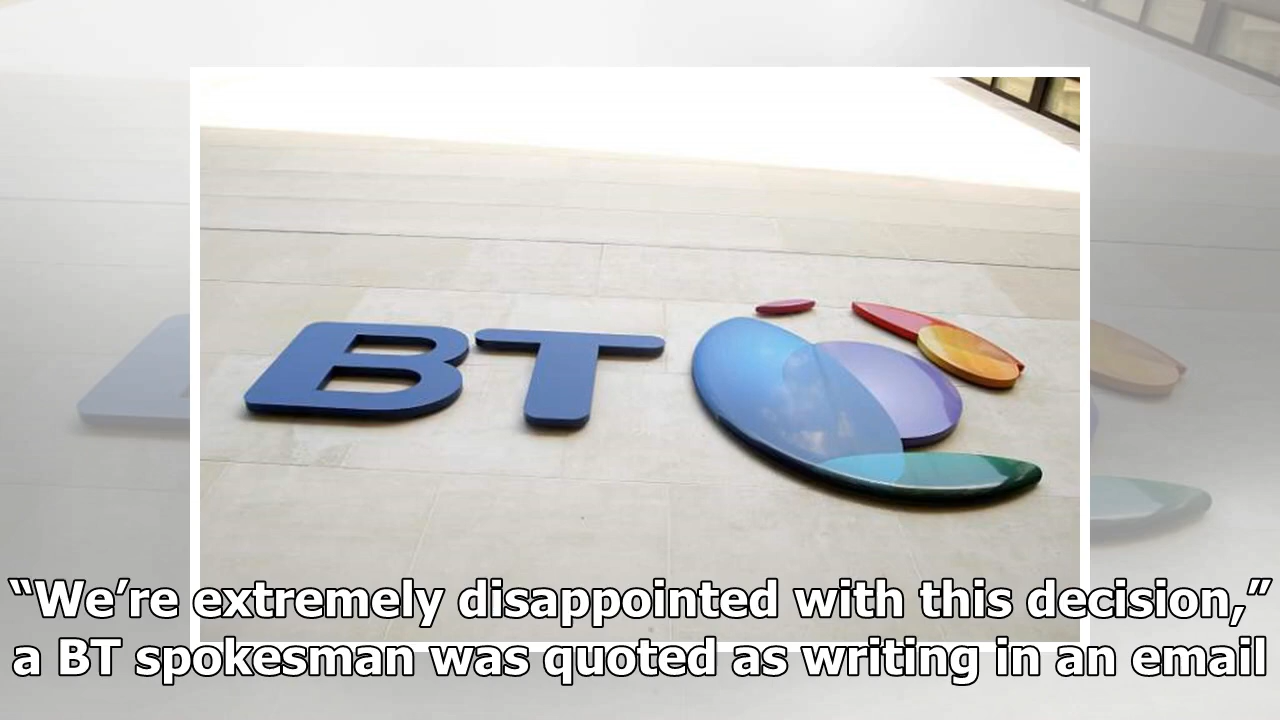 BT
“We’re extremely disappointed with this decision,”
a BT spokesman was quoted as writing in an email